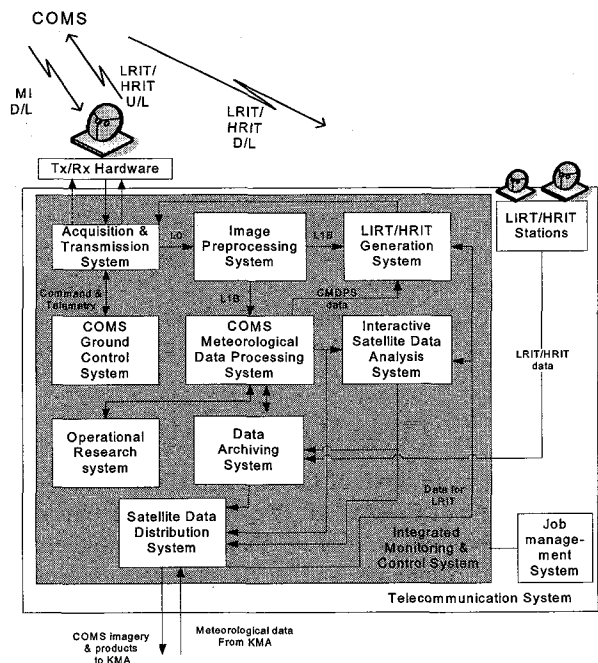 COMS
MI
D/L
LRIT/
HRIT
U/L
LRIT/
HRIT
D/L
Tx/Rx Hardware
LIRT/HRIT
Stations
Acquisition &
Transmission
System
L0
Image
Preprocessing
System
L1B
LIRT/HRIT
Generation
System
Command &
Telemetry
L1B
CMDPS
data
COMS
Ground
Control
System
COMS
Meteorological
Data Processing
System
Interactive
Satellite Data
Analysis
System
LRIT/HRIT
data
Operational
Research
system
Data
Archiving
System
Data for
LRIT
Satellite Data
Distribution
System
Integrated
Monitoring &
Control System
Job
manage-
ment
System
Telecommunication System
COMS imagery
& products
to KMA
Meteorological data
From KMA